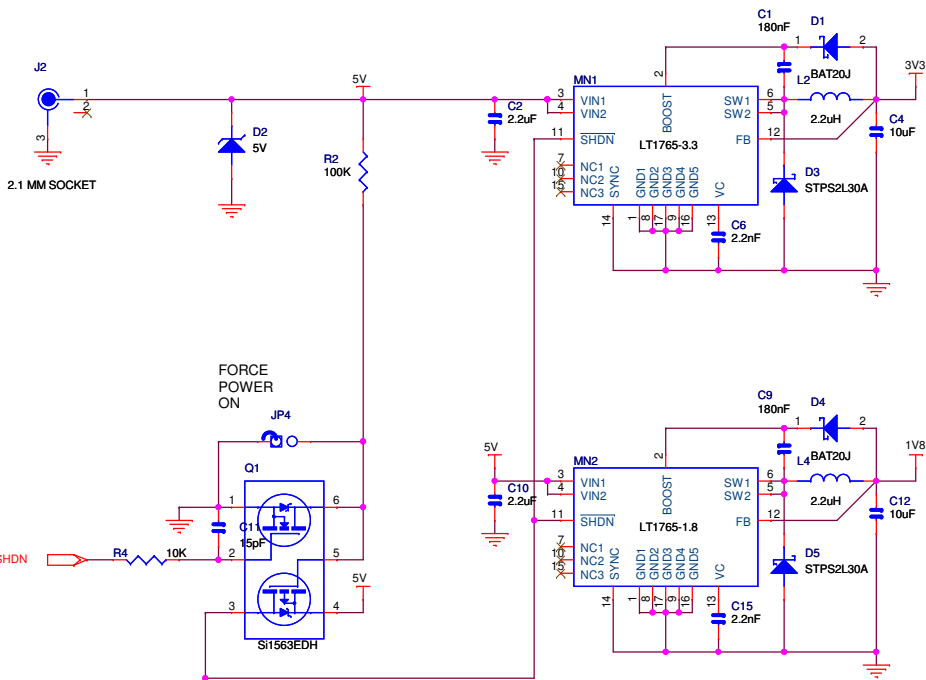 J2
1
2
3
2.1 MM SOCKET
D2
5V
5V
R2
100K
C2
2.2uF
MN1
3
4
11
7
10
15
VIN1
VIN2
SHDN
NC1
NC2
NC3
SYNC
BOOST
2
LT1765-3.3
GND1
GND2
GND3
GND4
GND5
VC
SW1
SW2
FB
6
5
12
14
1
8
17
9
16
13
C1
180nF
D1
1
2
BAT20J
L2
2.2uH
3V3
C4
10uF
D3
STPS2L30A
C6
2.2nF
FORCE
POWER
ON
JP4
Q1
1
2
3
6
5
4
C11
15pF
SHDN
R4
10K
5V
Si1563EDH
5V
C10
2.2uF
MN2
3
4
11
7
10
15
VIN1
VIN2
SHDN
NC1
NC2
NC3
SYNC
BOOST
2
LT1765-1.8
GND1
GND2
GND3
GND4
GND5
VC
SW1
SW2
FB
6
5
12
14
1
8
17
9
16
13
C9
180nF
D4
1
2
BAT20J
L4
2.2uH
1V8
C12
10uF
D5
STPS2L30A
C15
2.2nF